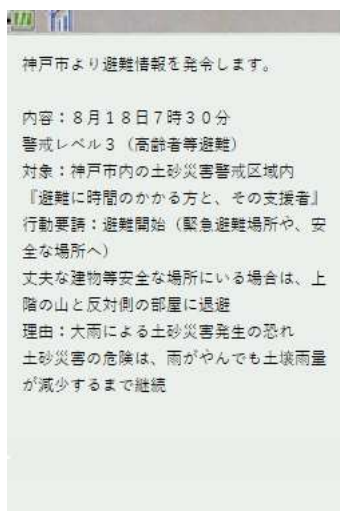 神戸市より避難情報を発令します。
内容：８月１８日７時３０分
警戒レベル３（高齢者等避難）
対象：神戸市内の土砂災害警戒区域内
『避難に時間のかかる方と、その支援者』
行動要請：避難開始（緊急避難場所や、安
全な場所へ）
丈夫な建物等安全な場所にいる場合は、上
階の山と反対側の部屋に退避
理由：大雨による土砂災害発生の恐れ
土砂災害の危険は、雨がやんでも土壌雨量
が減少するまで継続